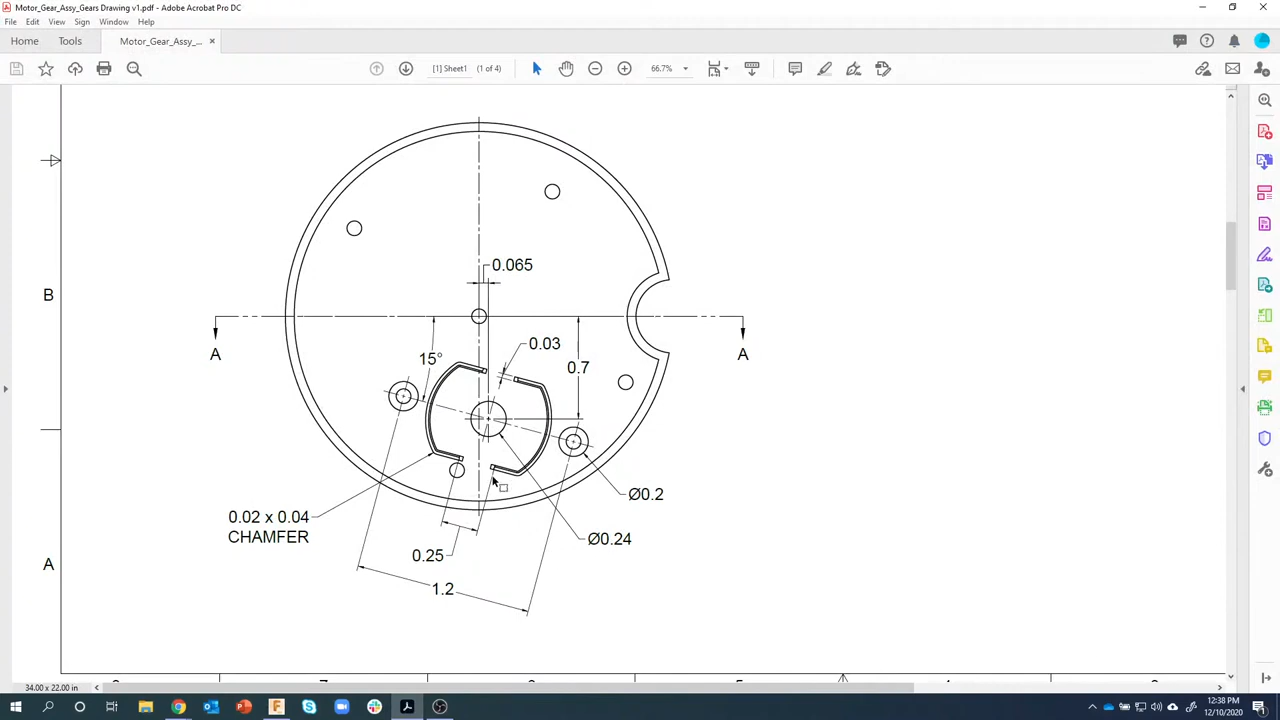 Motor_Gear_Assy_Gears Drawing v1.pdf - Adobe Acrobat Pro DC
File Edit View Sign Window Help
Home Tools Motor_Gear_Assy_... ×
[1] Sheet1 (1 of 4) 66.7%
0.065
B
0.03
15°
0.7
A A
Ø0.2
0.02 x 0.04
CHAMFER
Ø0.24
0.25
A
1.2
34.00 x 22.00 in
12:38 PM
12/10/2020